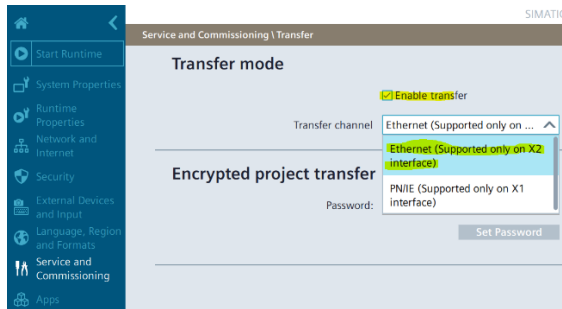 SIMATIC
Service and Commissioning \ Transfer
Start Runtime
System Properties
Runtime
Properties
Network and
Internet
Security
External Devices
and Input
Language, Region
and Formats
Service and
Commissioning
Apps
Transfer mode
Enable transfer
Transfer channel
Ethernet (Supported only on ...
Ethernet (Supported only on X2
interface)
PN/IE (Supported only on X1
interface)
Encrypted project transfer
Password:
Set Password